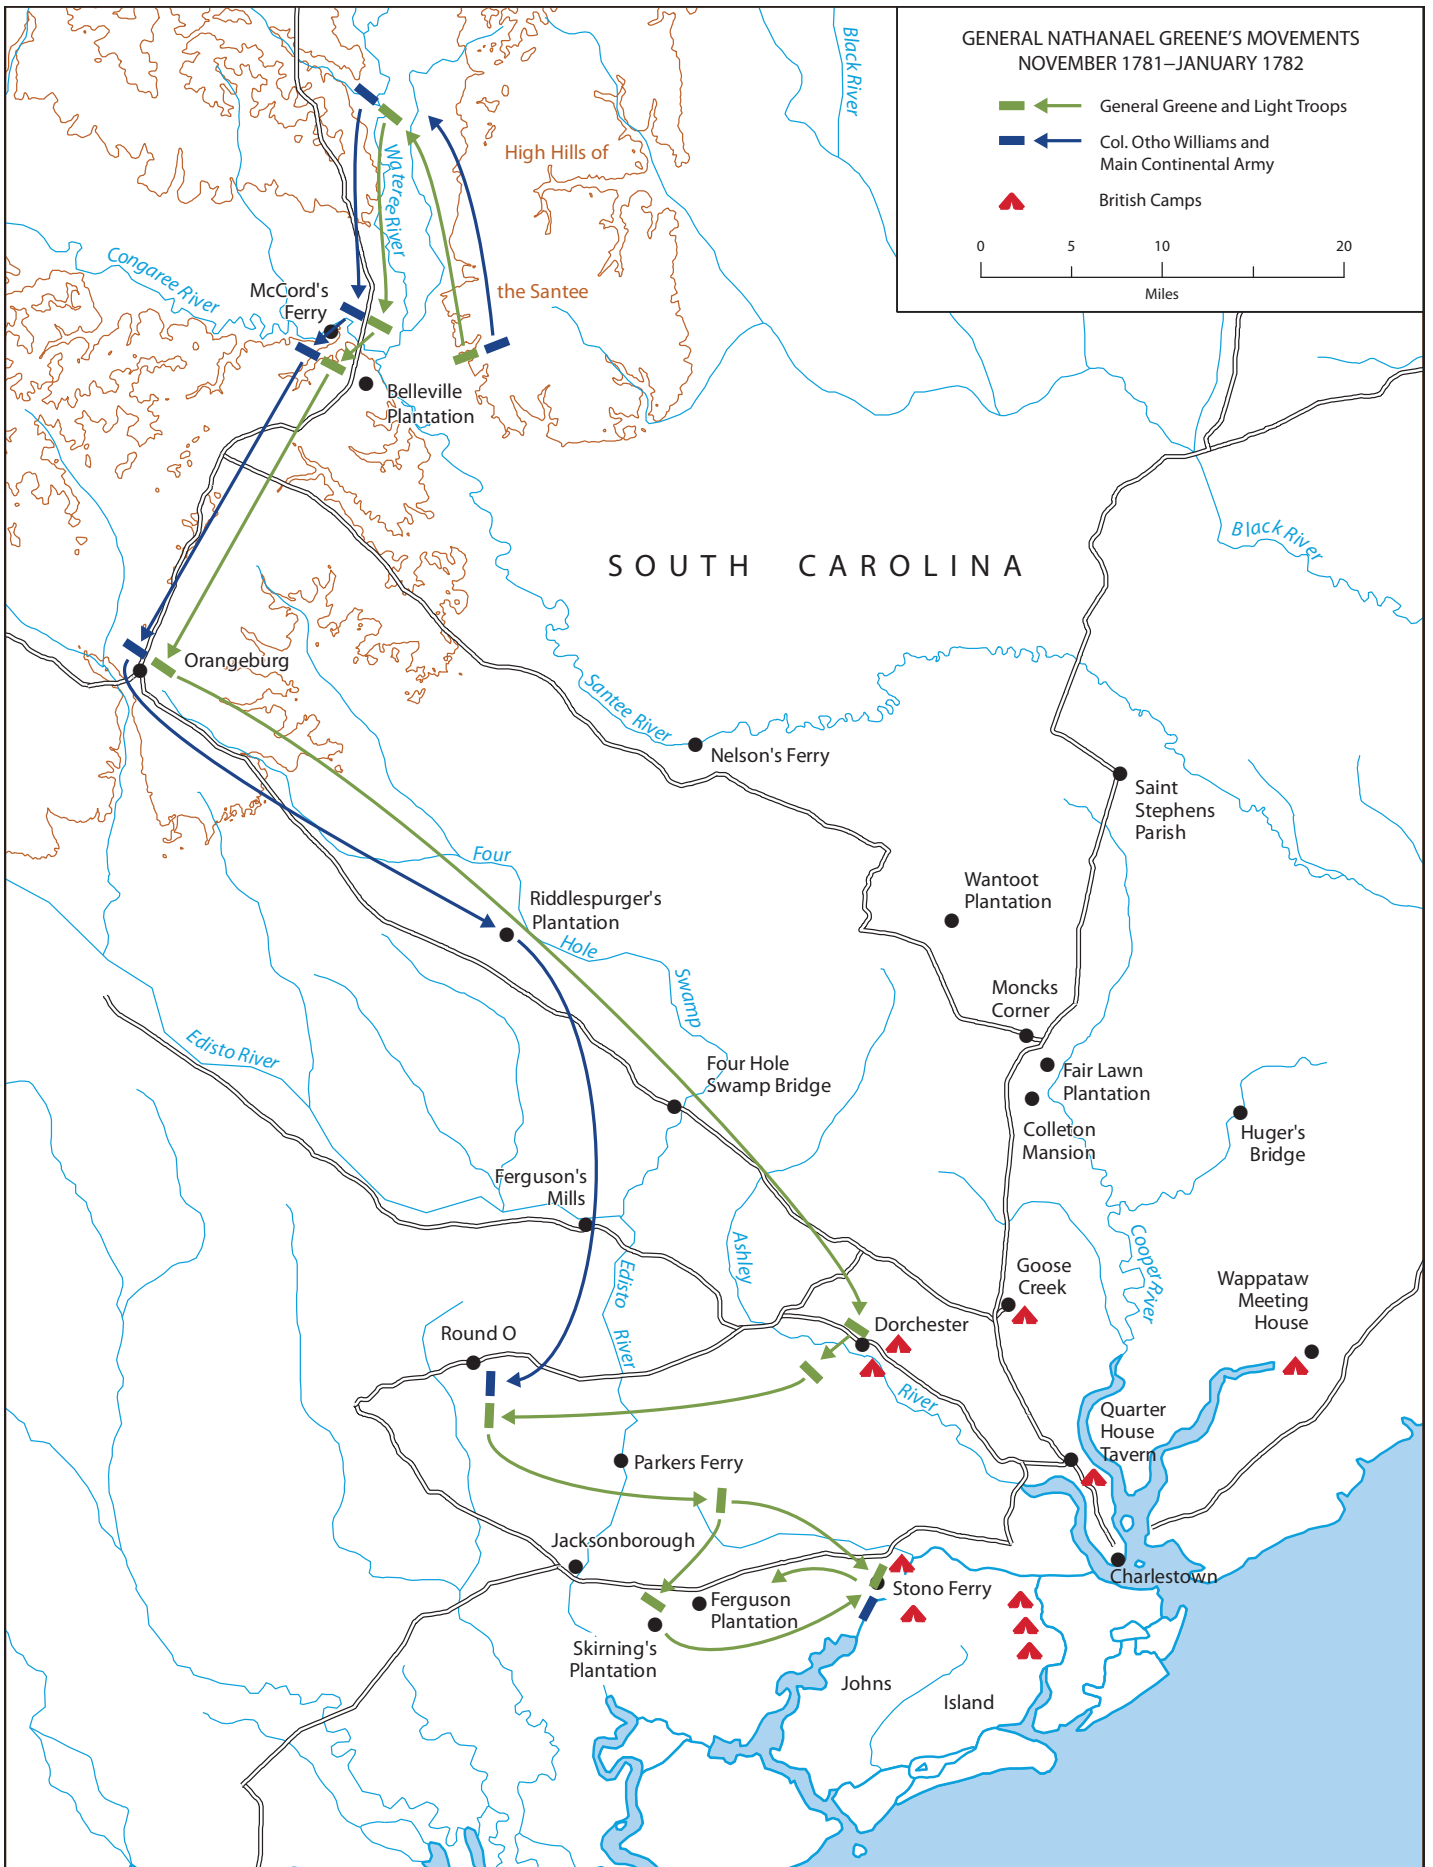 GENERAL NATHANAEL GREENE'S MOVEMENTS
NOVEMBER 1781–JANUARY 1782
General Greene and Light Troops
Col. Otho Williams and
Main Continental Army
British Camps
0 5 10 20
Miles
Black River
Wateree River
High Hills of
the Santee
Congaree River
McCord's
Ferry
Belleville
Plantation
SOUTH CAROLINA
Black River
Orangeburg
Santee River
Nelson's Ferry
Saint
Stephens
Parish
Four
Hole
Swamp
Riddlespurger's
Plantation
Wantoot
Plantation
Moncks
Corner
Edisto River
Four Hole
Swamp Bridge
Fair Lawn
Plantation
Colleton
Mansion
Huger's
Bridge
Ferguson's
Mills
Edisto
River
Ashley
River
Cooper River
Goose
Creek
Wappataw
Meeting
House
Round O
Dorchester
Quarter
House
Tavern
Parkers Ferry
Jacksonborough
Charlestown
Stono Ferry
Ferguson
Plantation
Skirning's
Plantation
Johns
Island